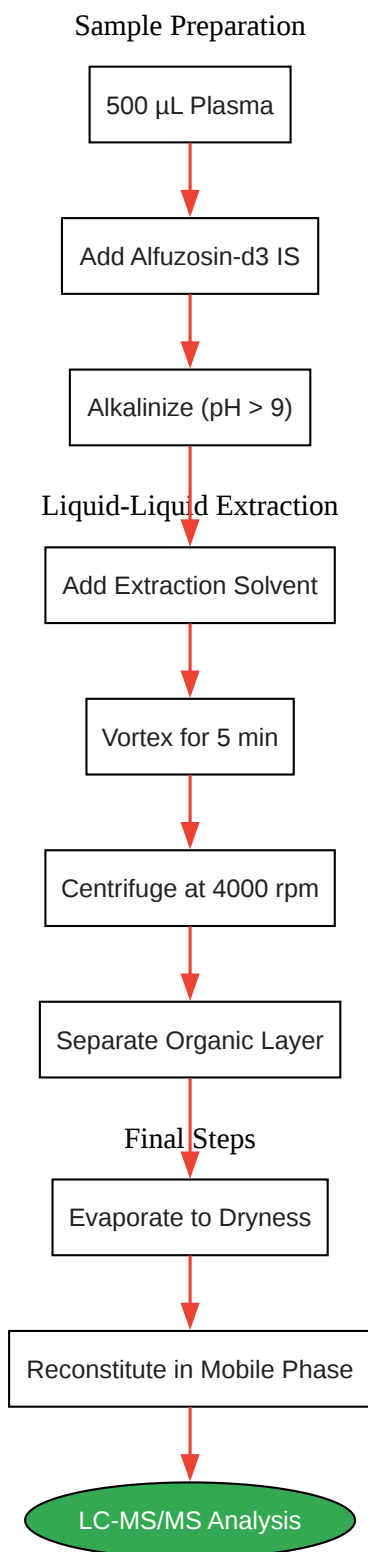 Sample Preparation
500 µL Plasma
Add Alfuzosin-d3 IS
Alkalinize (pH > 9)
Liquid-Liquid Extraction
Add Extraction Solvent
Vortex for 5 min
Centrifuge at 4000 rpm
Separate Organic Layer
Final Steps
Evaporate to Dryness
Reconstitute in Mobile Phase
LC-MS/MS Analysis